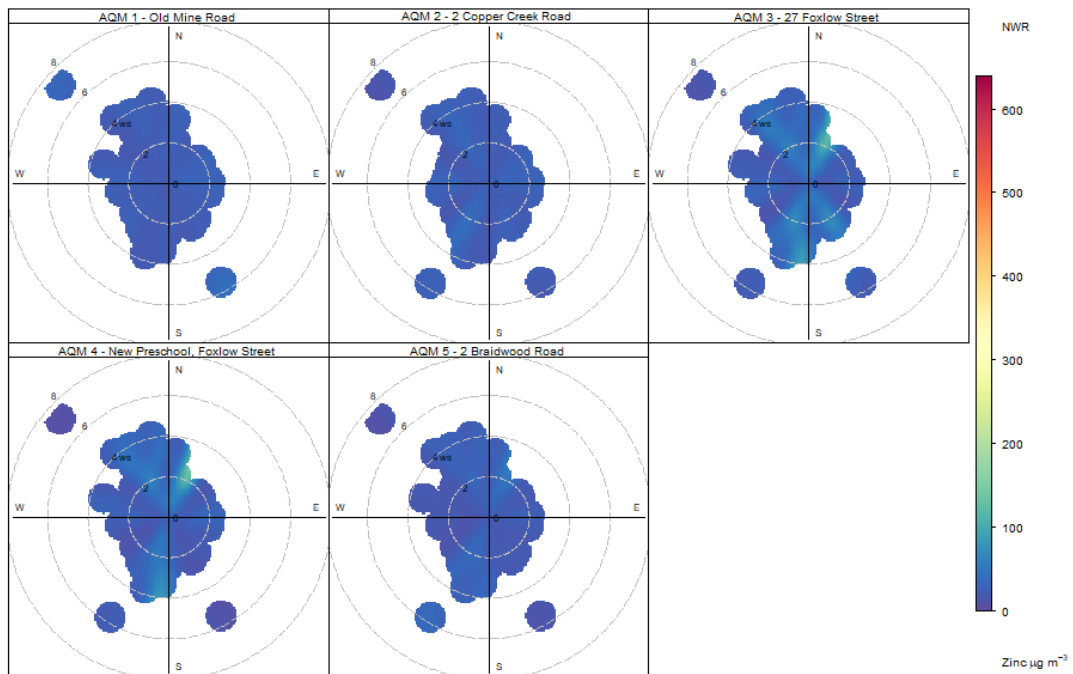 AQM 1 - Old Mine Road
AQM 2 - 2 Copper Creek Road
AQM 3 - 27 Foxlow Street
NWR
N
8
6
4 ws
2
0
W
E
S
N
8
6
4 ws
2
0
W
E
S
N
8
6
4 ws
2
0
W
E
S
AQM 4 - New Preschool, Foxlow Street
AQM 5 - 2 Braidwood Road
N
8
6
4 ws
2
0
W
E
S
N
8
6
4 ws
2
0
W
E
S
600
500
400
300
200
100
0
Zinc μg m⁻³